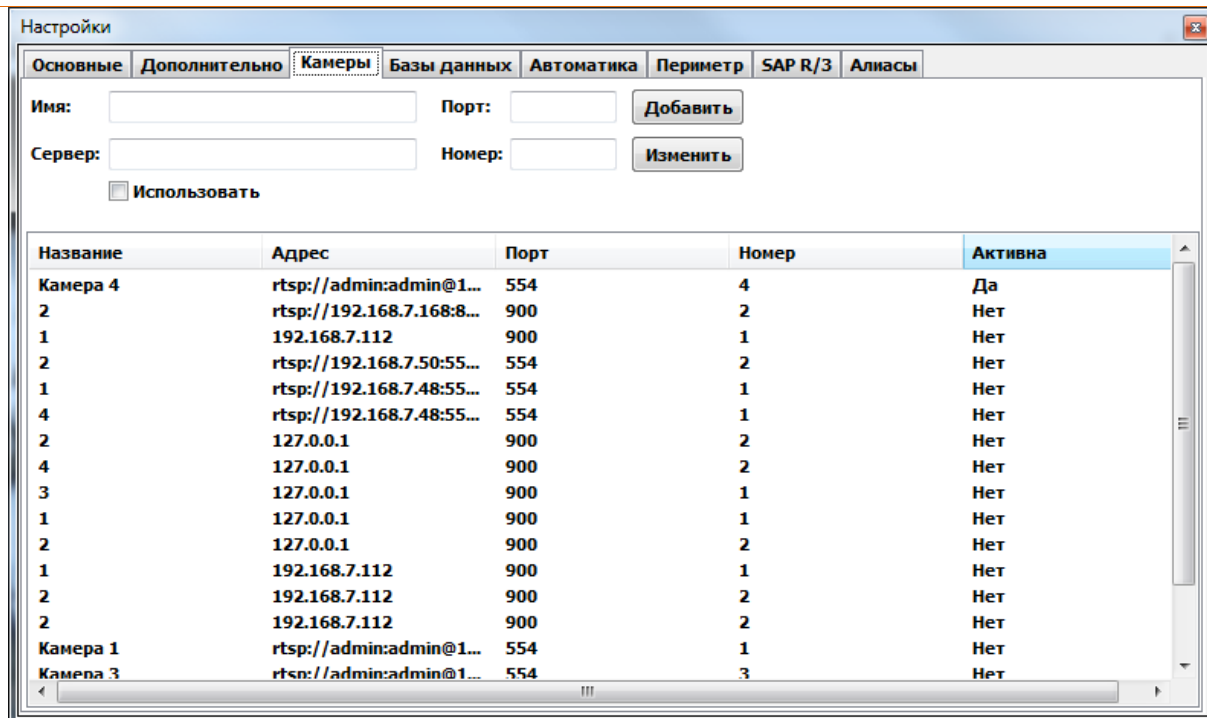 Настройки
Основные Дополнительно Камеры Базы данных Автоматика Периметр SAP R/3 Алиасы
Имя: Порт: Добавить
Сервер: Номер: Изменить
Использовать
Название Адрес Порт Номер Активна
Камера 4 rtsp://admin:admin@1... 554 4 Да
2 rtsp://192.168.7.168:8... 900 2 Нет
1 192.168.7.112 900 1 Нет
2 rtsp://192.168.7.50:55... 554 2 Нет
1 rtsp://192.168.7.48:55... 554 1 Нет
4 rtsp://192.168.7.48:55... 554 1 Нет
2 127.0.0.1 900 2 Нет
4 127.0.0.1 900 2 Нет
3 127.0.0.1 900 1 Нет
1 127.0.0.1 900 1 Нет
2 127.0.0.1 900 2 Нет
1 192.168.7.112 900 1 Нет
2 192.168.7.112 900 2 Нет
2 192.168.7.112 900 2 Нет
Камера 1 rtsp://admin:admin@1... 554 1 Нет
Камера 3 rtsp://admin:admin@1... 554 3 Нет